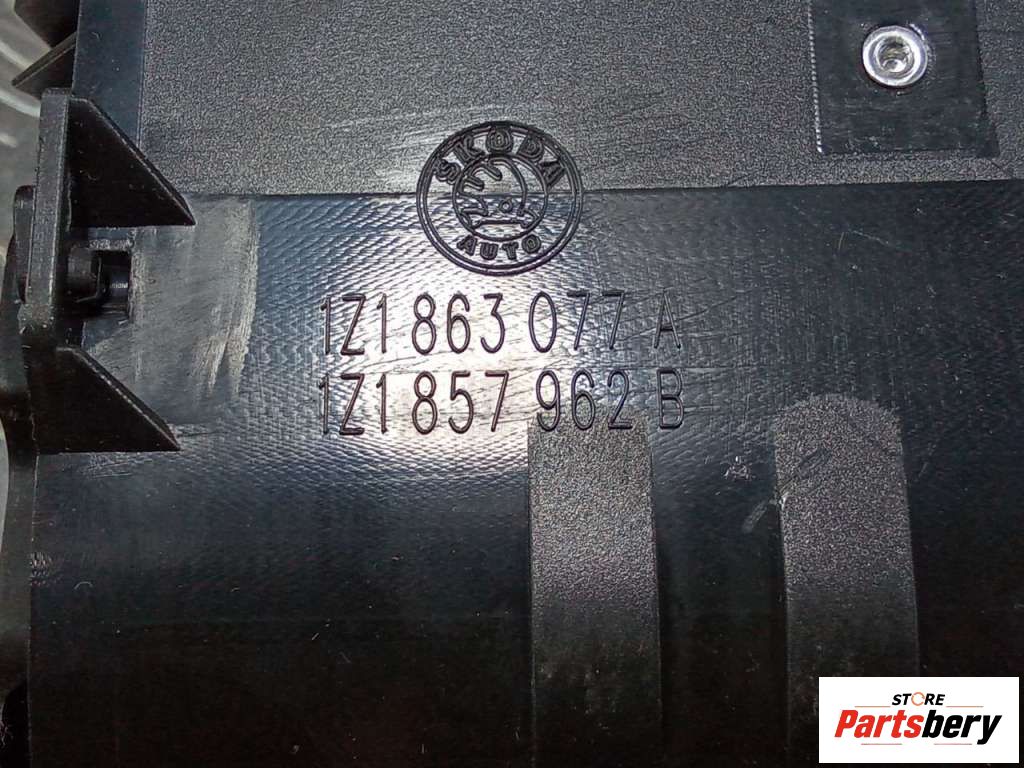 SKODA
AUTO
1Z1 863 077 A
1Z1 857 962 B
STORE
Partsbery